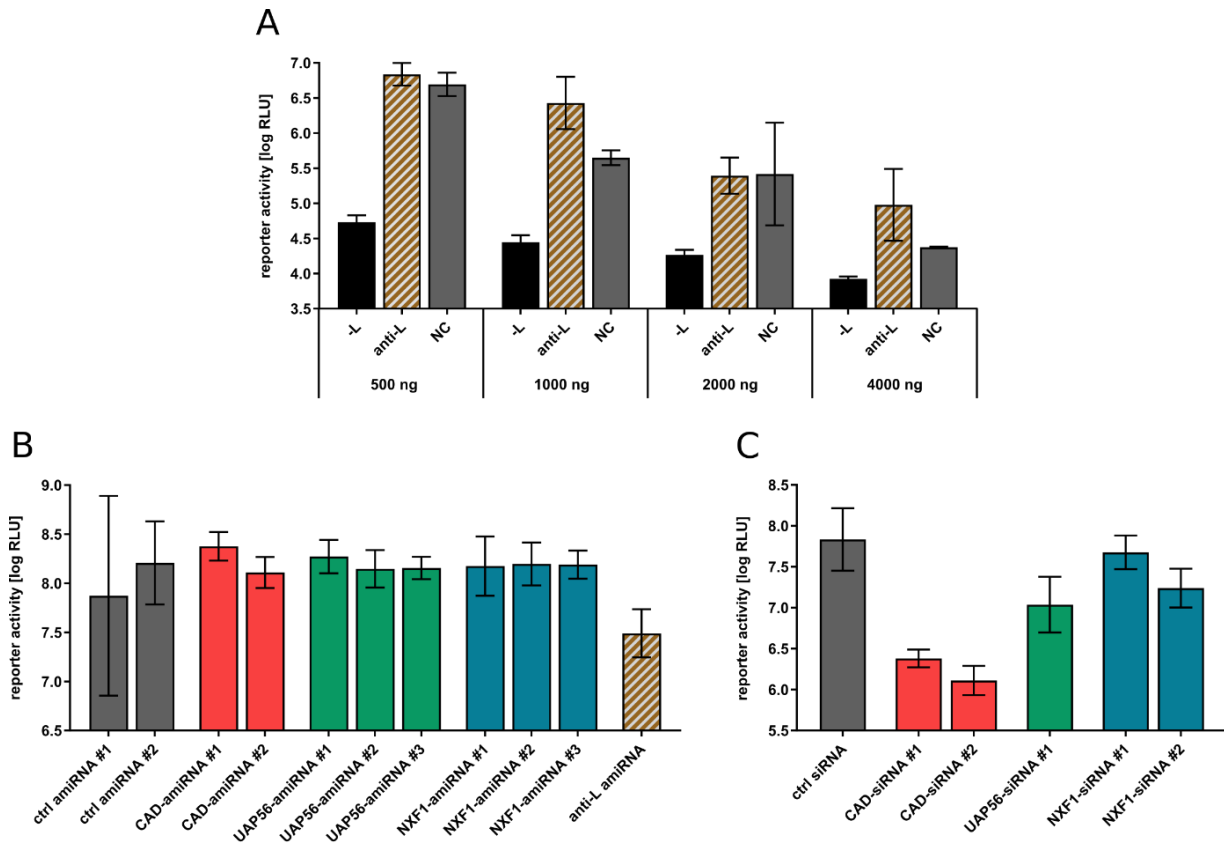 A
reporter activity [log RLU]
7.0
6.5
6.0
5.5
5.0
4.5
4.0
3.5
-L
anti-L
NC
-L
anti-L
NC
-L
anti-L
NC
-L
anti-L
NC
500 ng
1000 ng
2000 ng
4000 ng
B
reporter activity [log RLU]
9.0
8.5
8.0
7.5
7.0
6.5
ctrl amiRNA #1
ctrl amiRNA #2
CAD-amiRNA #1
CAD-amiRNA #2
UAP56-amiRNA #1
UAP56-amiRNA #2
UAP56-amiRNA #3
NXF1-amiRNA #1
NXF1-amiRNA #2
NXF1-amiRNA #3
anti-L amiRNA
C
reporter activity [log RLU]
8.5
8.0
7.5
7.0
6.5
6.0
5.5
ctrl siRNA
CAD-siRNA #1
CAD-siRNA #2
UAP56-siRNA #1
NXF1-siRNA #1
NXF1-siRNA #2